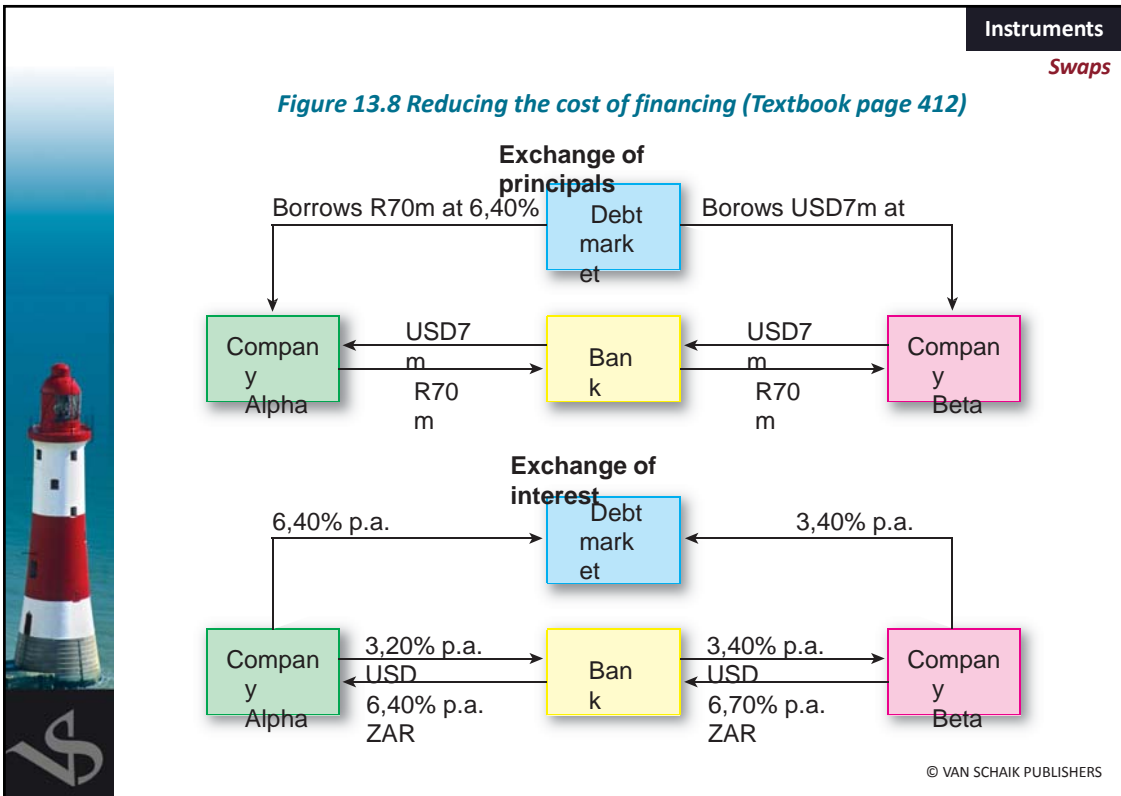 Instruments
Swaps
Figure 13.8 Reducing the cost of financing (Textbook page 412)
Exchange of
principals
Borrows R70m at 6,40%
Debt
mark
et
Borows USD7m at
Compan
y
Alpha
USD7
m
R70
m
Ban
k
USD7
m
R70
m
Compan
y
Beta
Exchange of
interest
6,40% p.a.
Debt
mark
et
3,40% p.a.
Compan
y
Alpha
3,20% p.a.
USD
6,40% p.a.
ZAR
Ban
k
3,40% p.a.
USD
6,70% p.a.
ZAR
Compan
y
Beta
© VAN SCHAIK PUBLISHERS